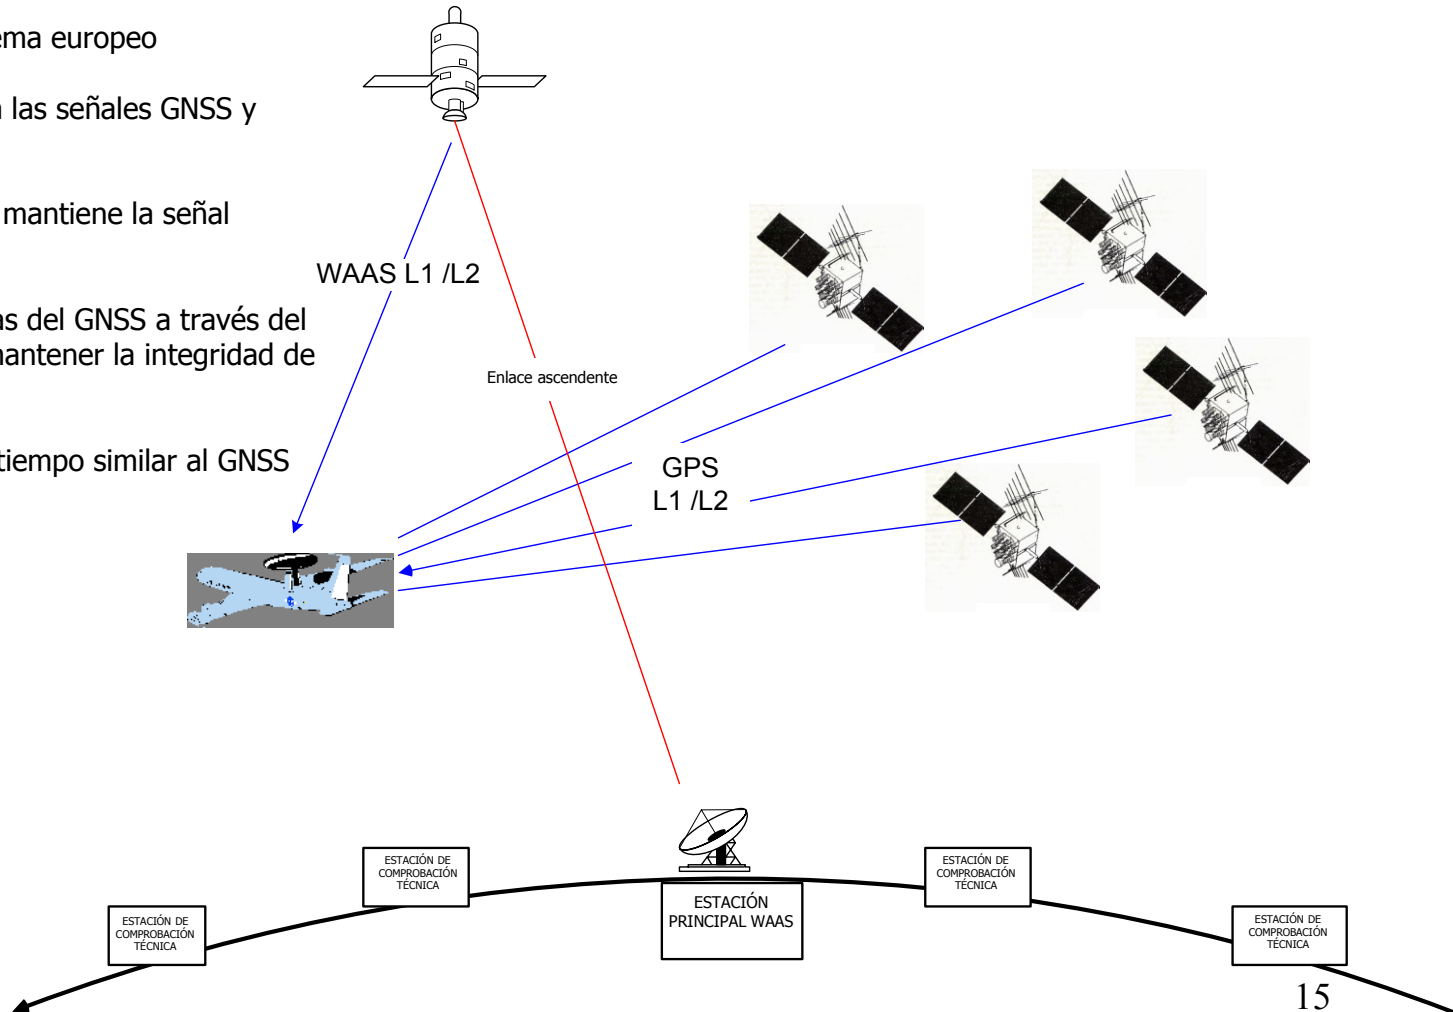 ema europeo
las señales GNSS y
mantiene la señal
as del GNSS a través del
mantener la integridad de
tiempo similar al GNSS
WAAS L1 /L2
Enlace ascendente
GPS
L1 /L2
ESTACIÓN DE
COMPROBACIÓN
TÉCNICA
ESTACIÓN DE
COMPROBACIÓN
TÉCNICA
ESTACIÓN
PRINCIPAL WAAS
ESTACIÓN DE
COMPROBACIÓN
TÉCNICA
ESTACIÓN DE
COMPROBACIÓN
TÉCNICA
15